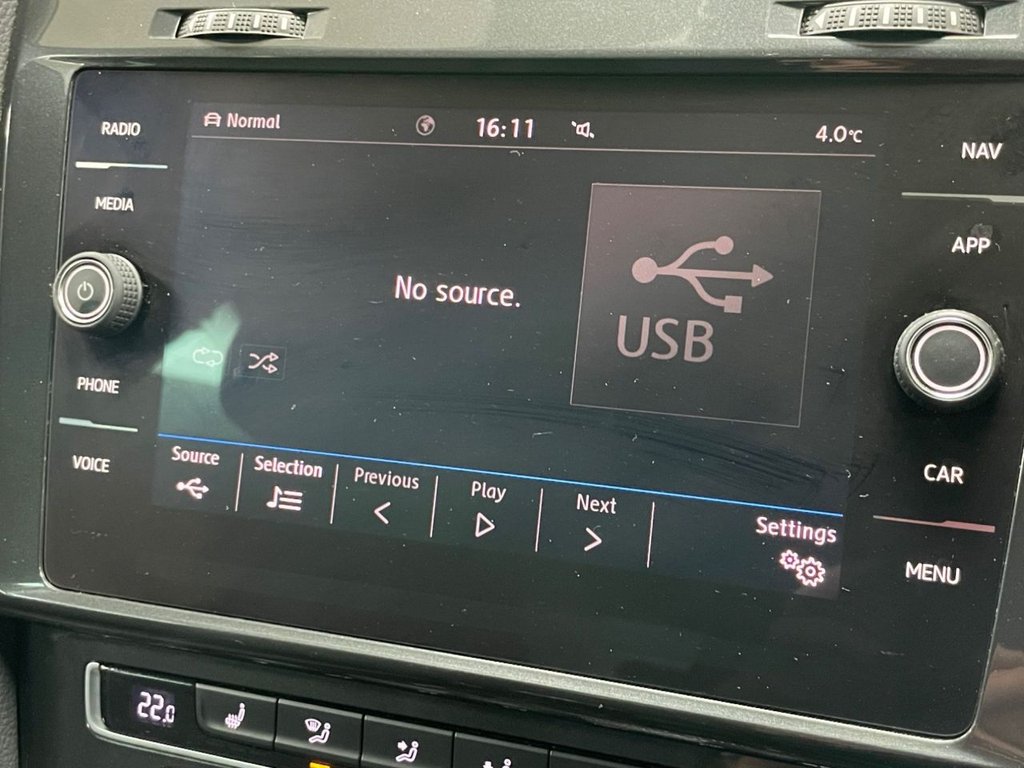 RADIO
MEDIA
PHONE
VOICE
Normal
16:11
4.0°C
No source.
USB
Source
Selection
Previous
Play
Next
Settings
NAV
APP
CAR
MENU
22.0